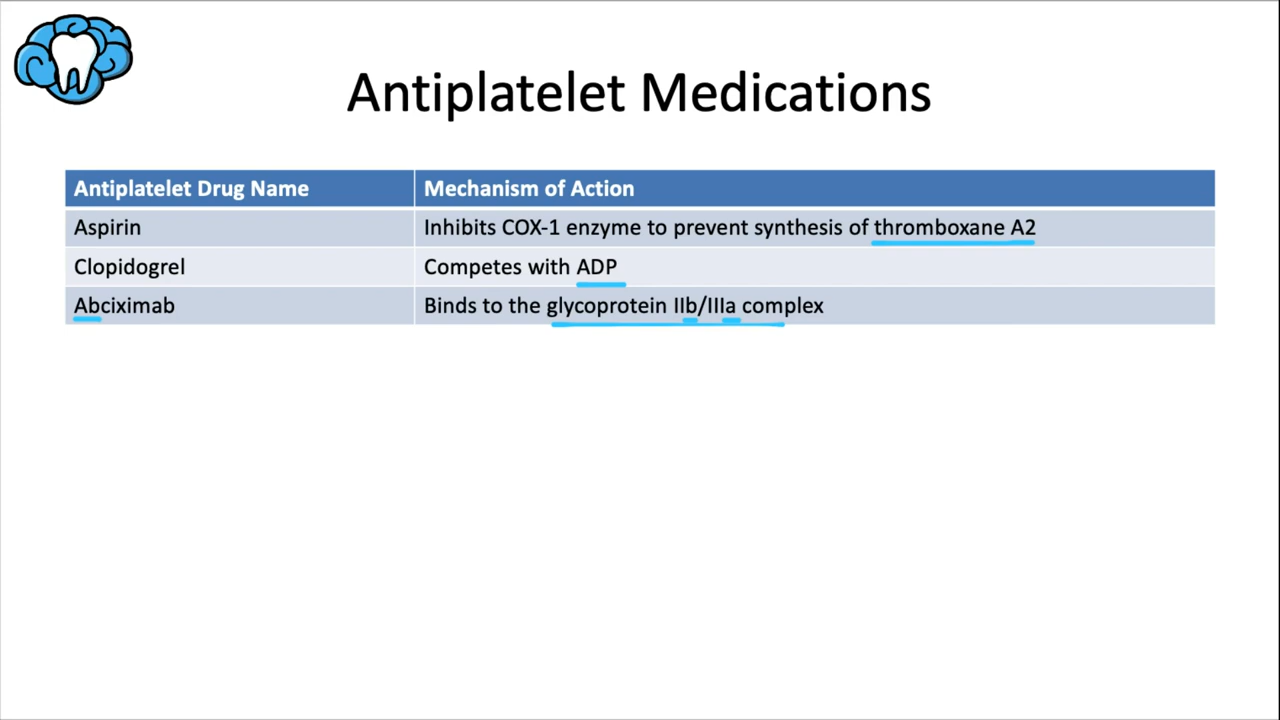 Antiplatelet Medications
Antiplatelet Drug Name Mechanism of Action
Aspirin Inhibits COX-1 enzyme to prevent synthesis of thromboxane A2
Clopidogrel Competes with ADP
Abciximab Binds to the glycoprotein IIb/IIIa complex